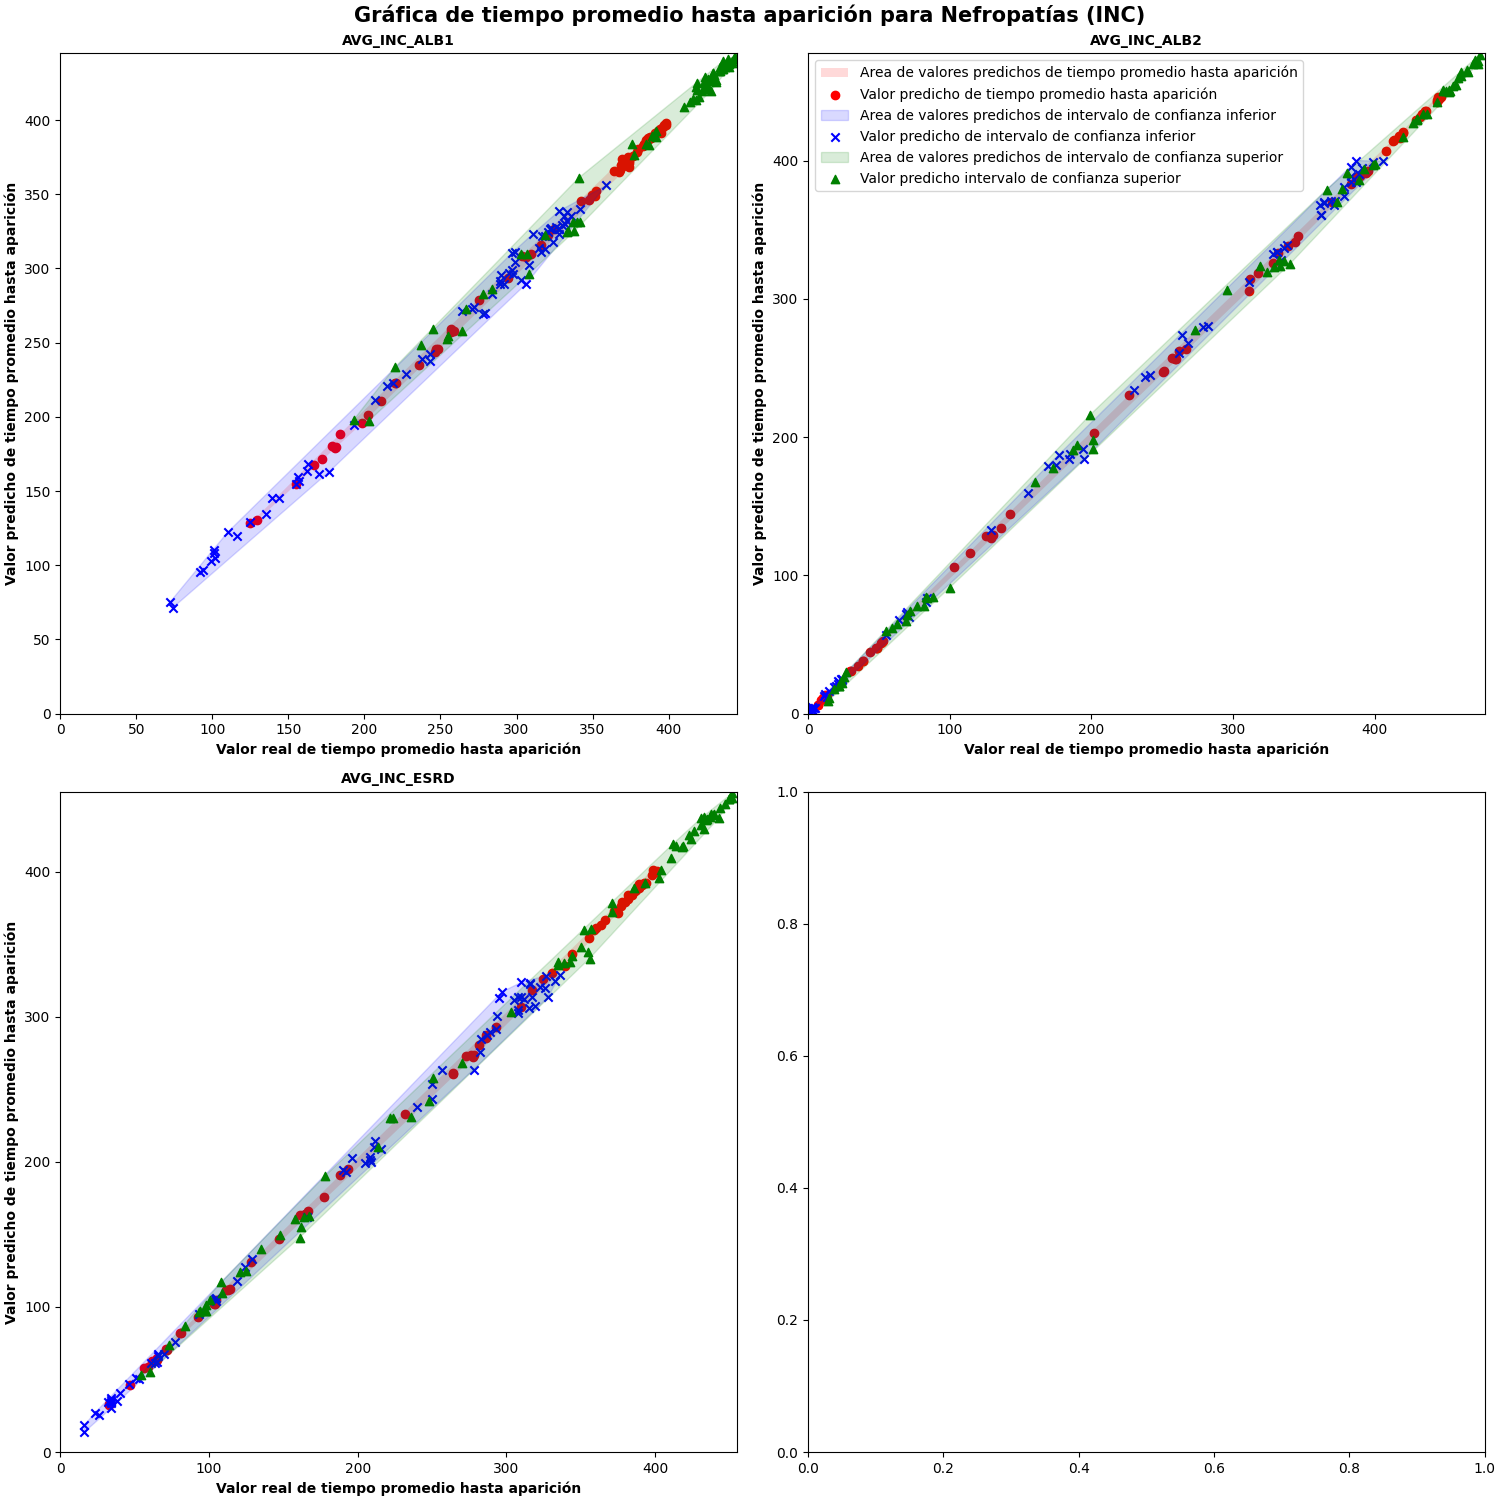 Gráfica de tiempo promedio hasta aparición para Nefropatías (INC)
AVG_INC_ALB1
Valor predicho de tiempo promedio hasta aparición
400
350
300
250
200
150
100
50
0
0 50 100 150 200 250 300 350 400
Valor real de tiempo promedio hasta aparición
AVG_INC_ALB2
Area de valores predichos de tiempo promedio hasta aparición
Valor predicho de tiempo promedio hasta aparición
Area de valores predichos de intervalo de confianza inferior
Valor predicho de intervalo de confianza inferior
Area de valores predichos de intervalo de confianza superior
Valor predicho intervalo de confianza superior
Valor predicho de tiempo promedio hasta aparición
400
300
200
100
0
0 100 200 300 400
Valor real de tiempo promedio hasta aparición
AVG_INC_ESRD
Valor predicho de tiempo promedio hasta aparición
400
300
200
100
0
0 100 200 300 400
Valor real de tiempo promedio hasta aparición
1.0
0.8
0.6
0.4
0.2
0.0
0.0 0.2 0.4 0.6 0.8 1.0